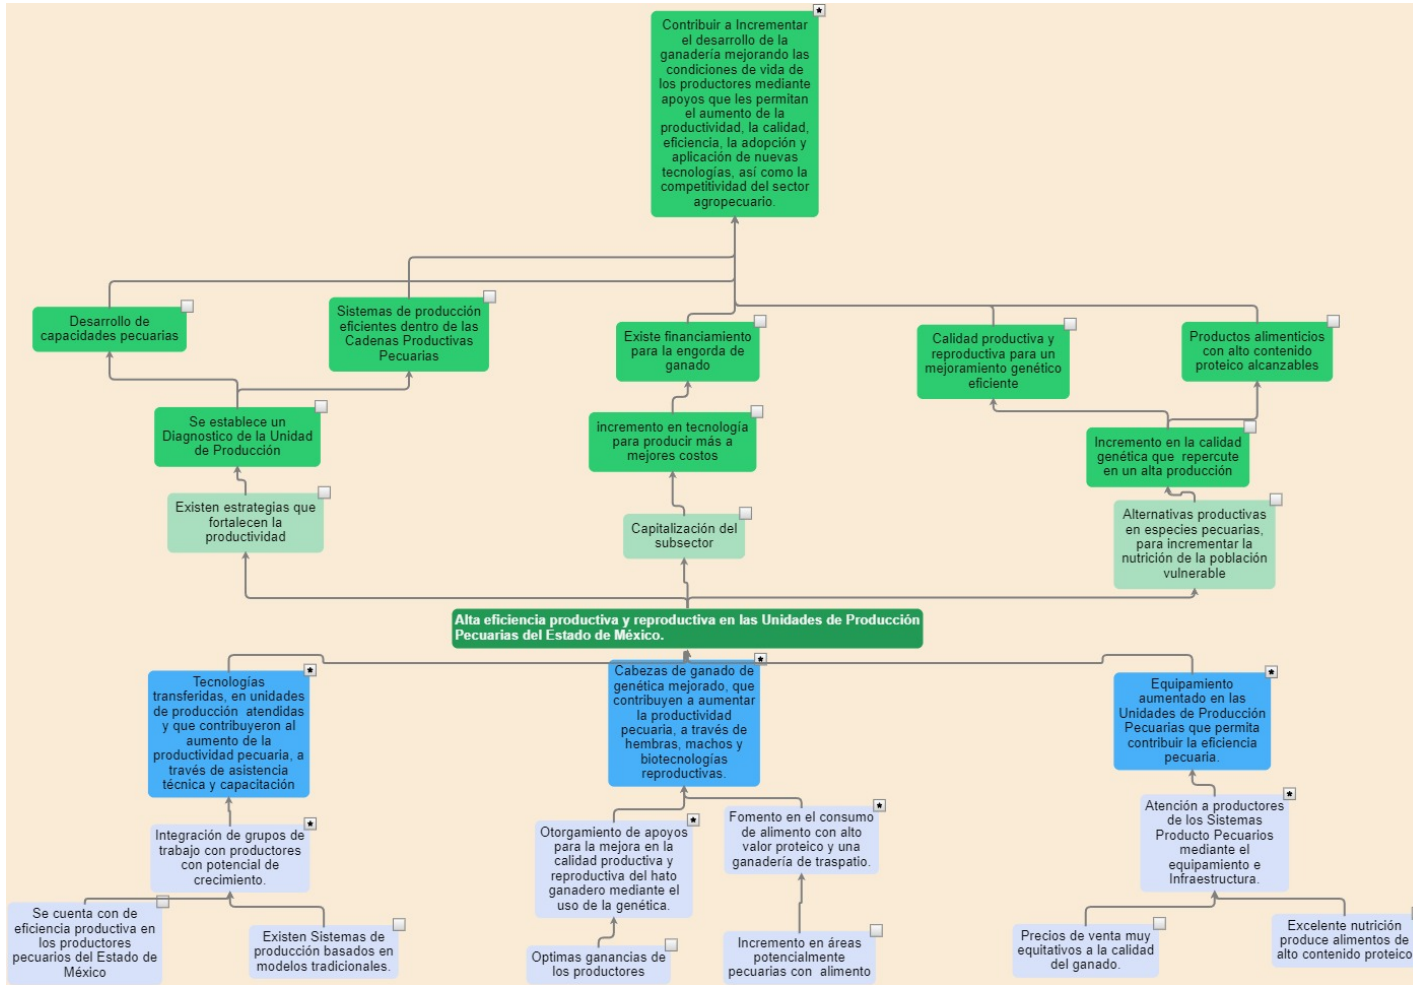 Contribuir a Incrementar
el desarrollo de la
ganadería mejorando las
condiciones de vida de
los productores mediante
apoyos que les permitan
el aumento de la
productividad, la calidad,
eficiencia, la adopción y
aplicación de nuevas
tecnologías, así como la
competitividad del sector
agropecuario.
Desarrollo de
capacidades pecuarias
Sistemas de producción
eficientes dentro de las
Cadenas Productivas
Pecuarias
Existe financiamiento
para la engorda de
ganado
Calidad productiva y
reproductiva para un
mejoramiento genético
eficiente
Productos alimenticios
con alto contenido
proteico alcanzables
Se establece un
Diagnostico de la Unidad
de Producción
incremento en tecnología
para producir más a
mejores costos
Incremento en la calidad
genética que repercute
en un alta producción
Existen estrategias que
fortalecen la
productividad
Capitalización del
subsector
Alternativas productivas
en especies pecuarias,
para incrementar la
nutrición de la población
vulnerable
Alta eficiencia productiva y reproductiva en las Unidades de Producción
Pecuarias del Estado de México.
Tecnologías
transferidas, en unidades
de producción atendidas
y que contribuyeron al
aumento de la
productividad pecuaria, a
través de asistencia
técnica y capacitación
Cabezas de ganado de
genética mejorado, que
contribuyen a aumentar
la productividad
pecuaria, a través de
hembras, machos y
biotecnologías
reproductivas.
Equipamiento
aumentado en las
Unidades de Producción
Pecuarias que permita
contribuir la eficiencia
pecuaria.
Integración de grupos de
trabajo con productores
con potencial de
crecimiento.
Otorgamiento de apoyos
para la mejora en la
calidad productiva y
reproductiva del hato
ganadero mediante el
uso de la genética.
Fomento en el consumo
de alimento con alto
valor proteico y una
ganadería de traspatio.
Atención a productores
de los Sistemas
Producto Pecuarios
mediante el
equipamiento e
Infraestructura.
Se cuenta con de
eficiencia productiva en
los productores
pecuarios del Estado de
México
Existen Sistemas de
producción basados en
modelos tradicionales.
Optimas ganancias de
los productores
Incremento en áreas
potencialmente
pecuarias con alimento
Precios de venta muy
equitativos a la calidad
del ganado.
Excelente nutrición
produce alimentos de
alto contenido proteico